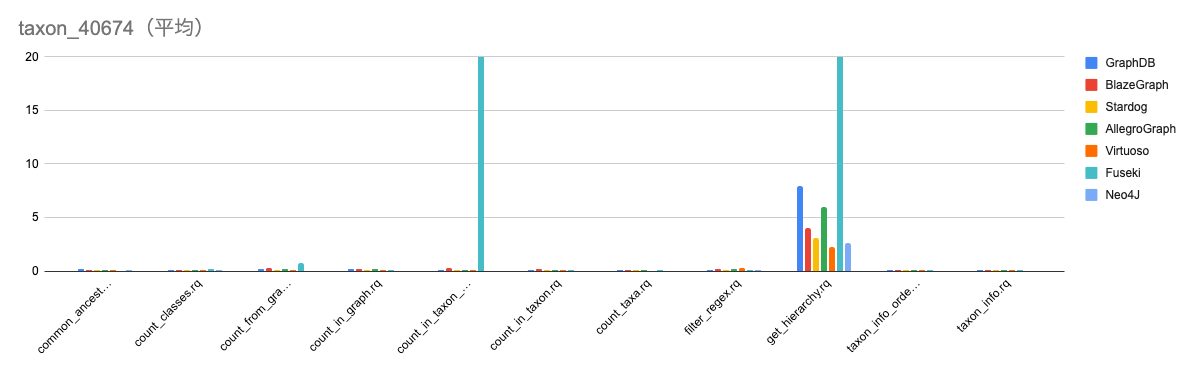 taxon_40674（平均）
20
15
10
5
0
common_ancest…
count_classes.rq
count_from_gra…
count_in_graph.rq
count_in_taxon_…
count_in_taxon.rq
count_taxa.rq
filter_regex.rq
get_hierarchy.rq
taxon_info_orde…
taxon_info.rq
GraphDB
BlazeGraph
Stardog
AllegroGraph
Virtuoso
Fuseki
Neo4J